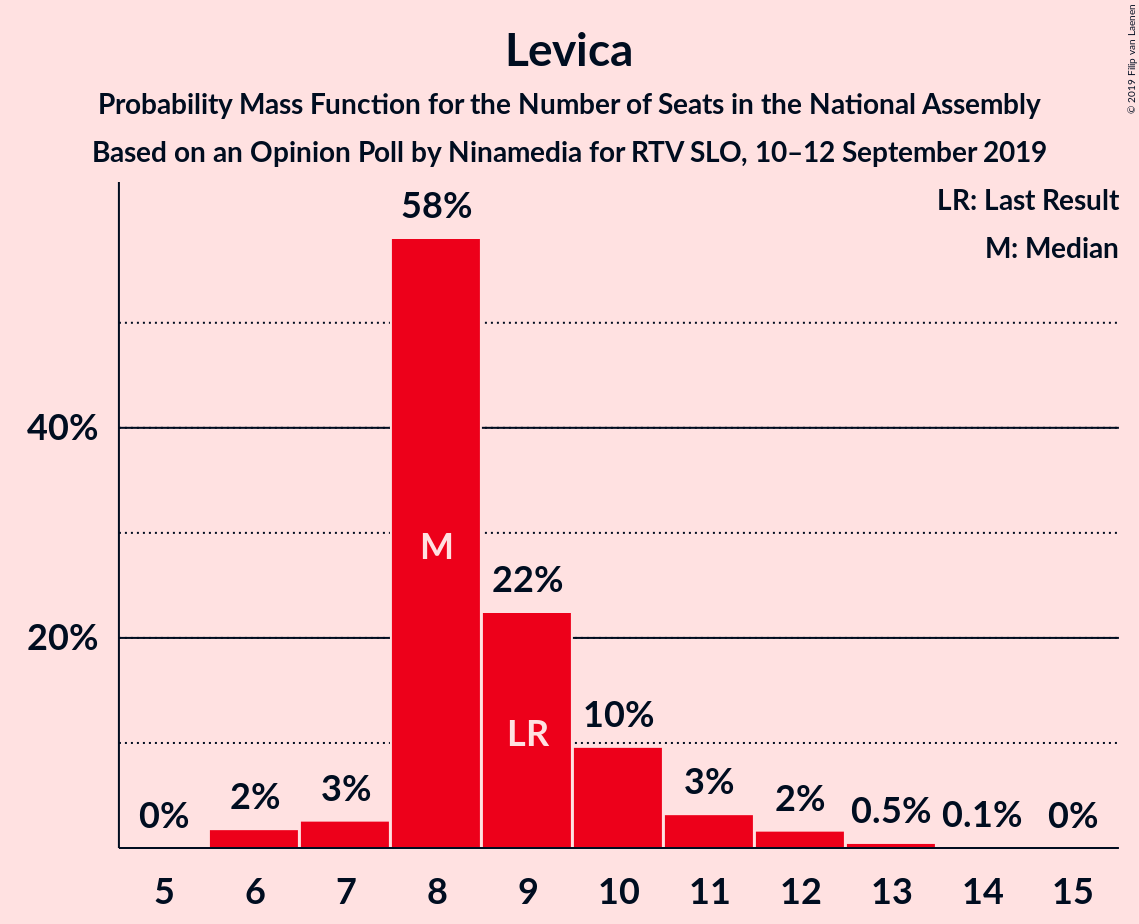 Levica
Probability Mass Function for the Number of Seats in the National Assembly
Based on an Opinion Poll by Ninamedia for RTV SLO, 10–12 September 2019
© 2019 Filip van Laenen
LR: Last Result
M: Median
40%
20%
0%
2%
3%
58%
22%
10%
3%
2%
0.5%
0.1%
0%
M
LR
5 6 7 8 9 10 11 12 13 14 15